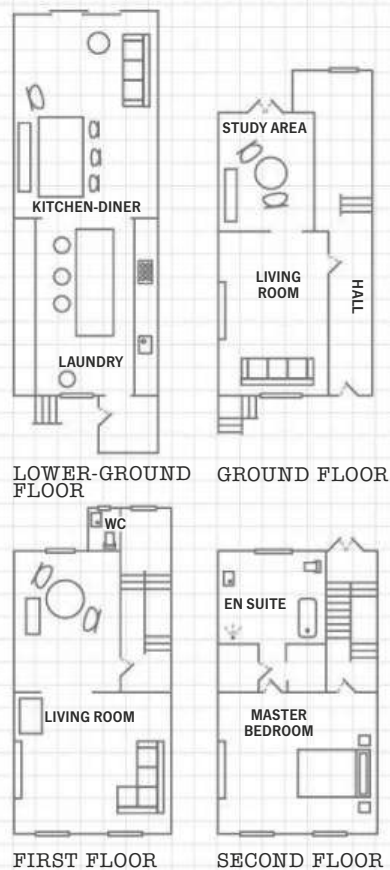 KITCHEN-DINER
LAUNDRY
LOWER-GROUND
FLOOR
STUDY AREA
LIVING
ROOM
HALL
GROUND FLOOR
WC
LIVING ROOM
FIRST FLOOR
EN SUITE
MASTER
BEDROOM
SECOND FLOOR